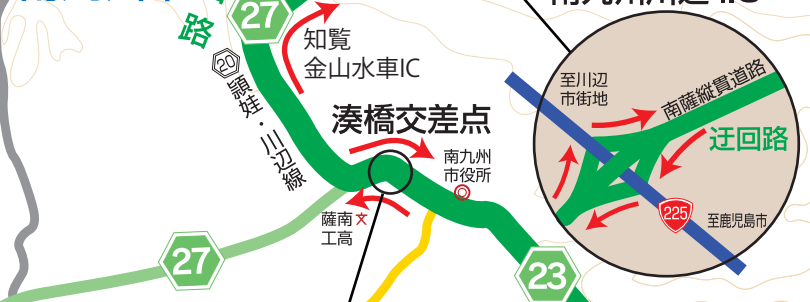 27
路
知覧
金山水車IC
20
頴娃・川辺線
湊橋交差点
南九州
市役所
薩南
工高
文
27
23
至川辺
市街地
南薩縦貫道路
迂回路
225
至鹿児島市